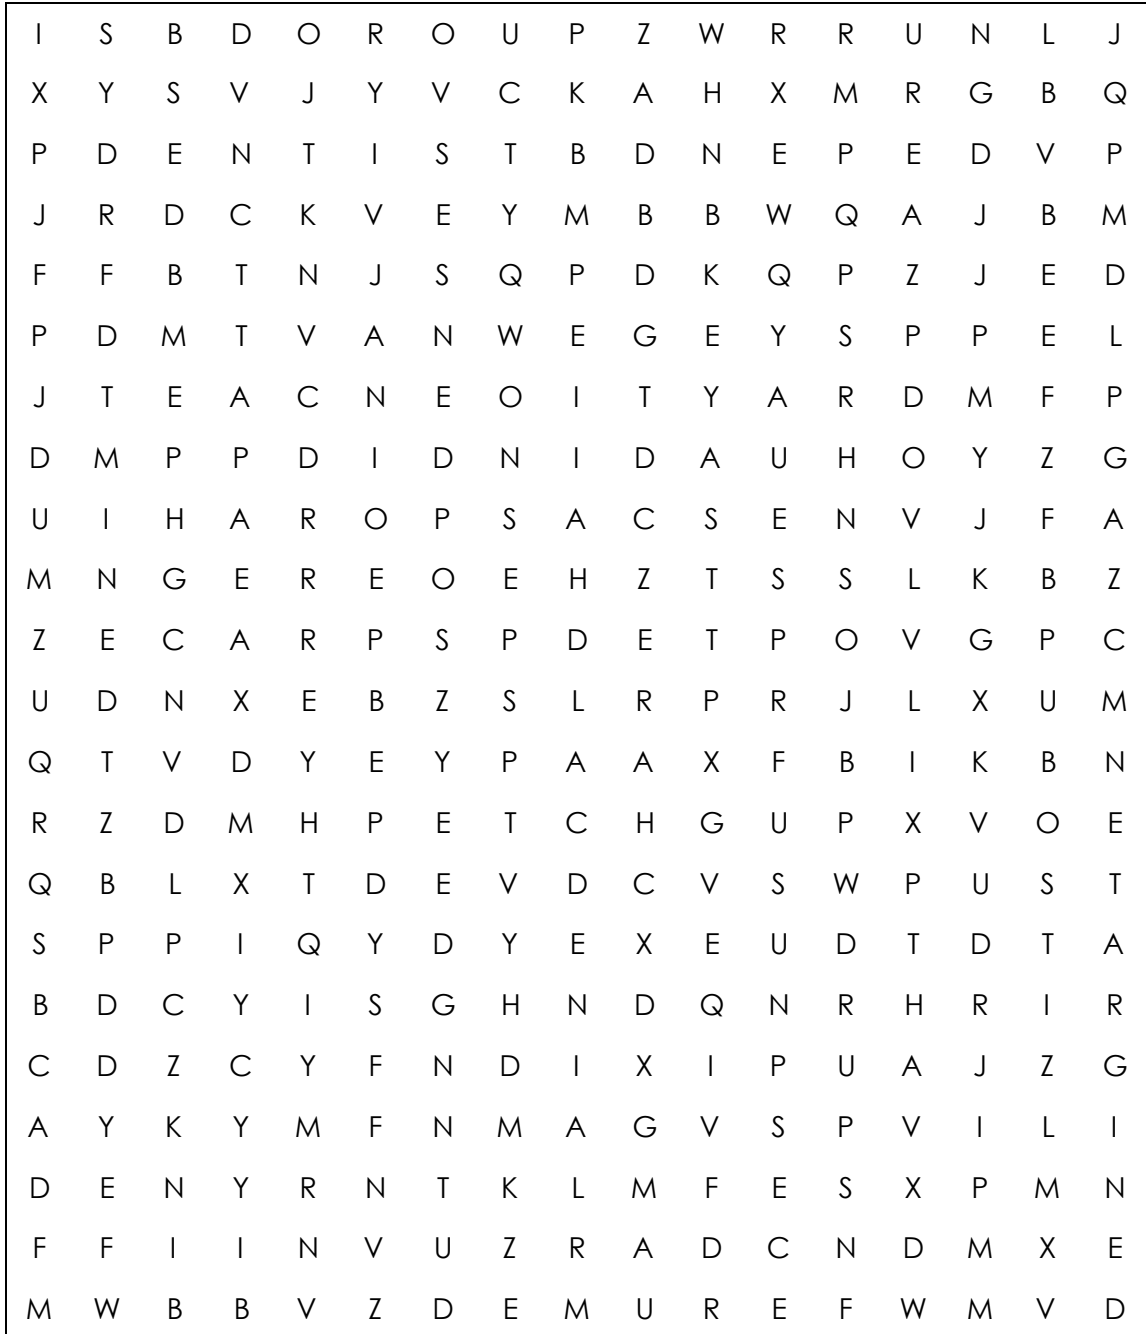 I S B D O R O U P Z W R R U N L J
X Y S V J Y V C K A H X M R G B Q
P D E N T I S T B D N E P E D V P
J R D C K V E Y M B B W Q A J B M
F F B T N J S Q P D K Q P Z J E D
P D M T V A N W E G E Y S P P E L
J T E A C N E O I T Y A R D M F P
D M P P D I D N I D A U H O Y Z G
U I H A R O P S A C S E N V J F A
M N G E R E O E H Z T S S L K B Z
Z E C A R P S P D E T P O V G P C
U D N X E B Z S L R P R J L X U M
Q T V D Y E Y P A A X F B I K B N
R Z D M H P E T C H G U P X V O E
Q B L X T D E V D C V S W P U S T
S P P I Q Y D Y E X E U D T D T A
B D C Y I S G H N D Q N R H R I R
C D Z C Y F N D I X I P U A J Z G
A Y K Y M F N M A G V S P V I L I
D E N Y R N T K L M F E S X P M N
F F I I N V U Z R A D C N D M X E
M W B B V Z D E M U R E F W M V D